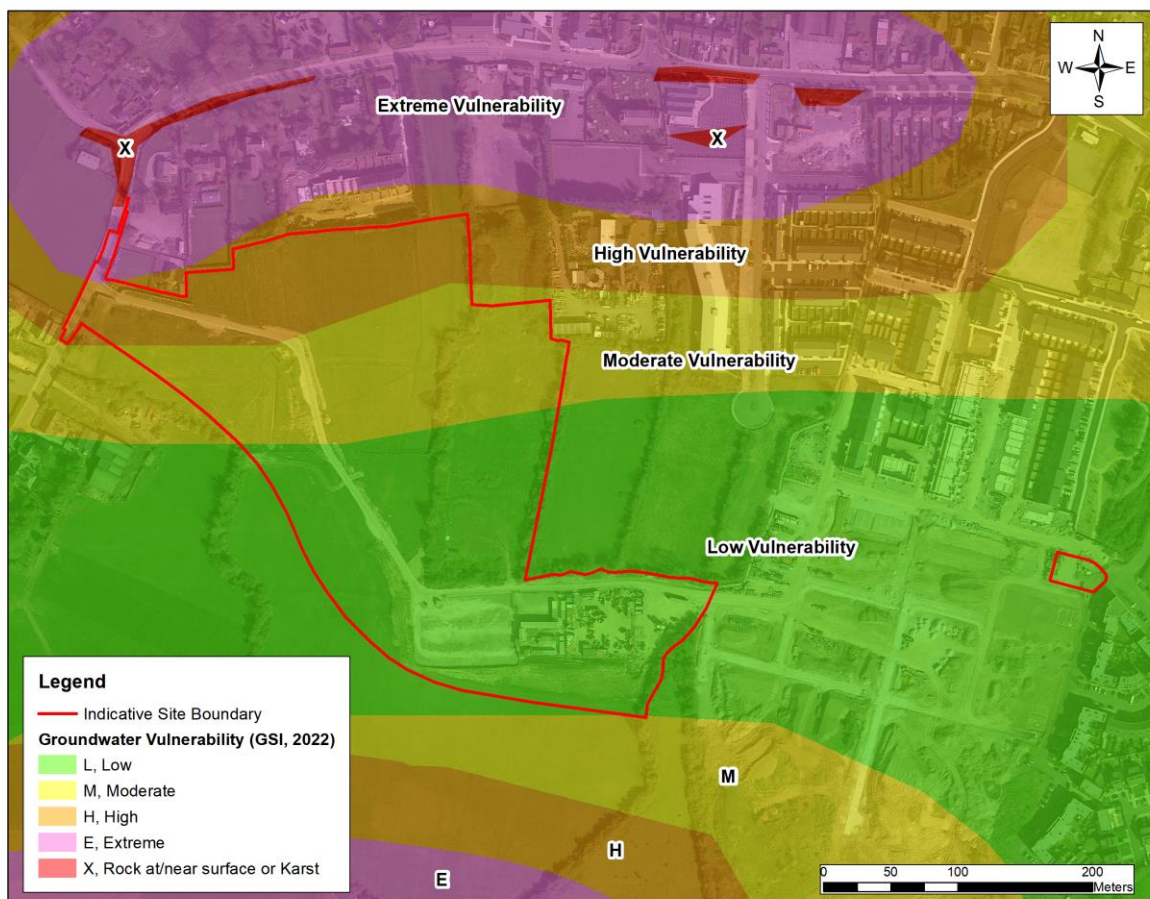 N
W E
S
Extreme Vulnerability
X
X
High Vulnerability
Moderate Vulnerability
Low Vulnerability
M
H
E
Legend
Indicative Site Boundary
Groundwater Vulnerability (GSI, 2022)
L, Low
M, Moderate
H, High
E, Extreme
X, Rock at/near surface or Karst
0 50 100 200
Meters